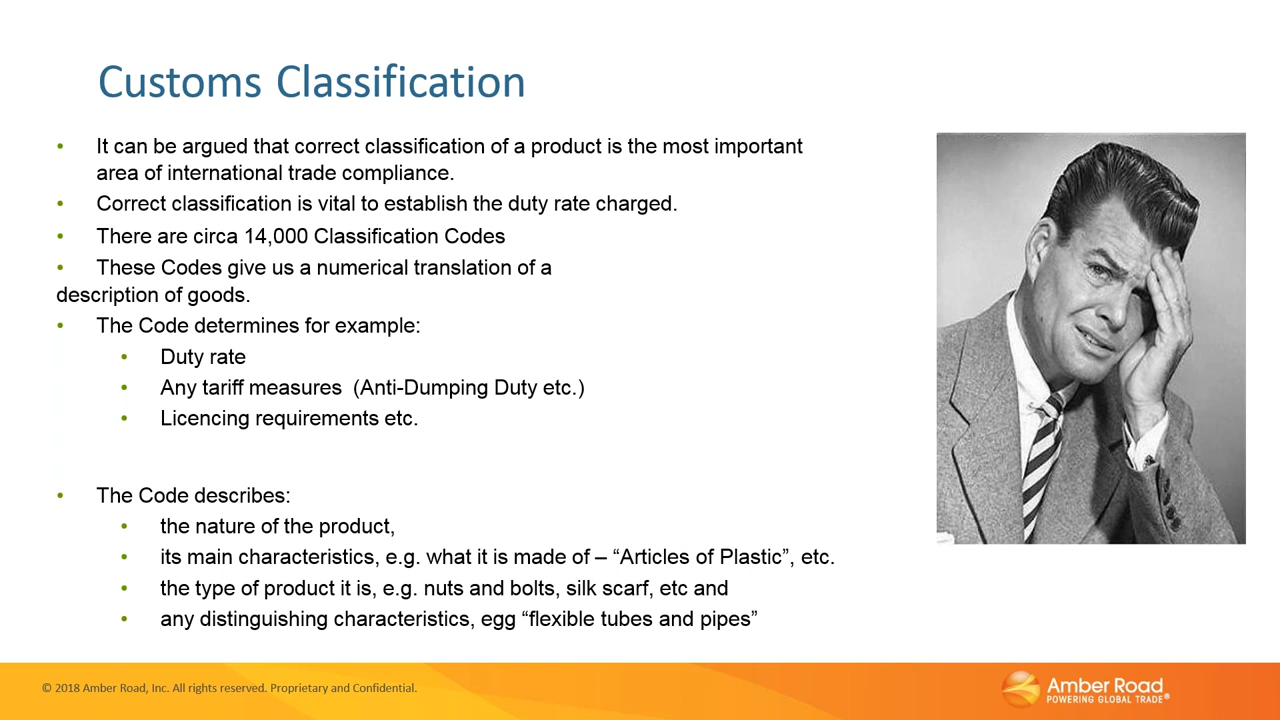 Customs Classification
• It can be argued that correct classification of a product is the most important
area of international trade compliance.
• Correct classification is vital to establish the duty rate charged.
• There are circa 14,000 Classification Codes
• These Codes give us a numerical translation of a
description of goods.
• The Code determines for example:
• Duty rate
• Any tariff measures (Anti-Dumping Duty etc.)
• Licencing requirements etc.
• The Code describes:
• the nature of the product,
• its main characteristics, e.g. what it is made of – “Articles of Plastic”, etc.
• the type of product it is, e.g. nuts and bolts, silk scarf, etc and
• any distinguishing characteristics, egg “flexible tubes and pipes”
© 2018 Amber Road, Inc. All rights reserved. Proprietary and Confidential.
Amber Road
POWERING GLOBAL TRADE®